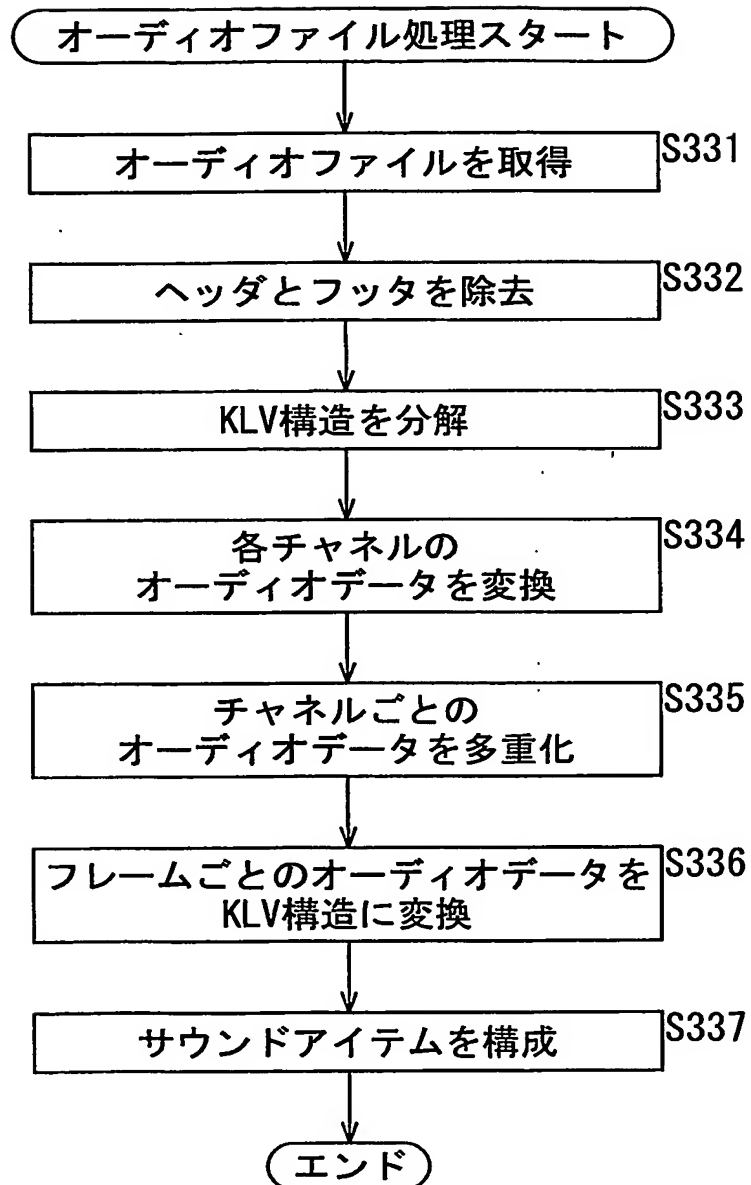 オーディオファイル処理スタート
オーディオファイルを取得
S331
ヘッダとフッタを除去
S332
KLV構造を分解
S333
各チャネルの
オーディオデータを変換
S334
チャネルごとの
オーディオデータを多重化
S335
フレームごとのオーディオデータを
KLV構造に変換
S336
サウンドアイテムを構成
S337
エンド